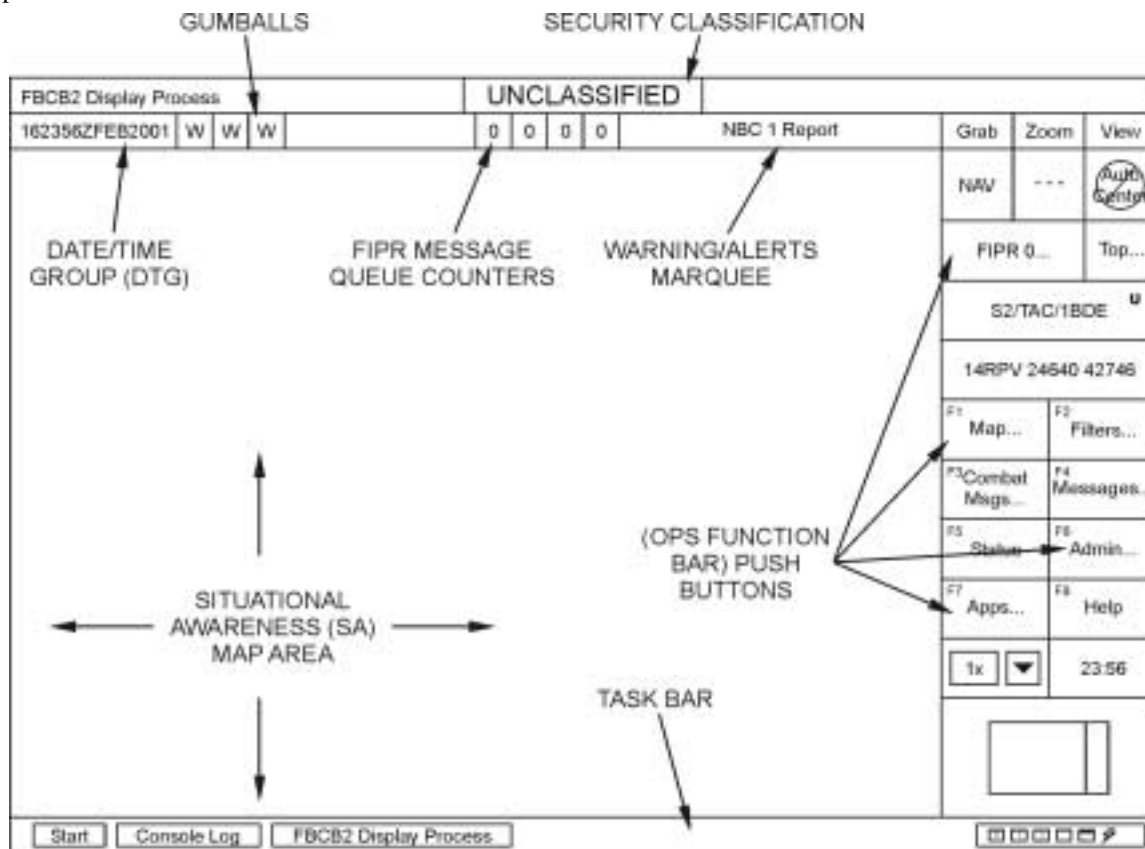 GUMBALLS
SECURITY CLASSIFICATION
FBCB2 Display Process
UNCLASSIFIED
162356ZFEB2001 W W W 0 0 0 0 NBC 1 Report Grab Zoom View
NAV - - - Auto Center
DATE/TIME
GROUP (DTG)
FIPR MESSAGE
QUEUE COUNTERS
WARNING/ALERTS
MARQUEE
FIPR 0... Top...
S2/TAC/1BDE U
14RPV 24640 42746
F1 Map... F2 Filters...
F3 Combat Msgs... F4 Messages..
(OPS FUNCTION
BAR) PUSH
BUTTONS
F5 Status F6 Admin...
F7 Apps... F8 Help
SITUATIONAL
AWARENESS (SA)
MAP AREA
1x 23:56
TASK BAR
Start Console Log FBCB2 Display Process